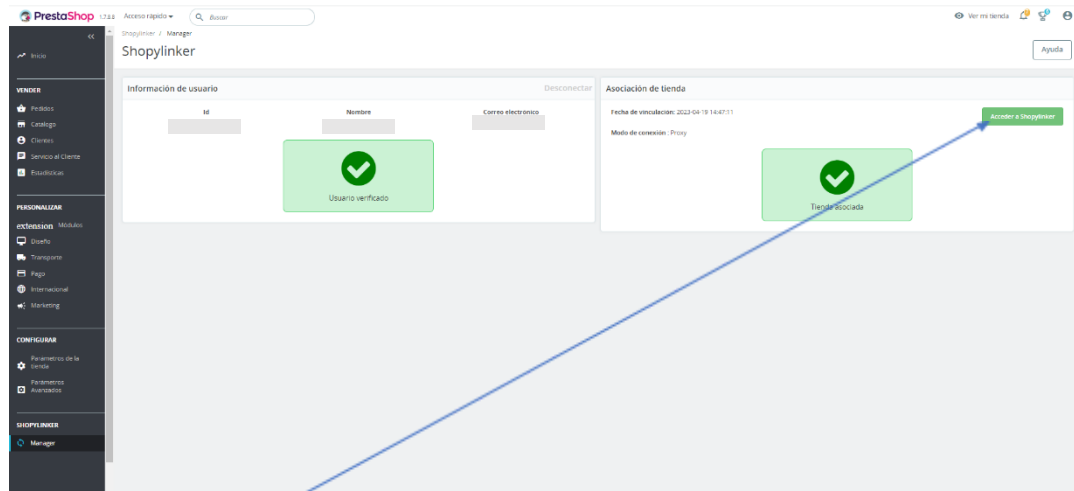 PrestaShop 1.7.8.8 Acceso rápido Buscar Ver mi tienda
Shopylinker / Manager
Shopylinker
Ayuda
Inicio
VENDER
Pedidos
Catálogo
Clientes
Servicio al Cliente
Estadísticas
PERSONALIZAR
extension Módulos
Diseño
Transporte
Pago
Internacional
Marketing
CONFIGURAR
Parámetros de la
tienda
Parámetros
Avanzados
SHOPYLINKER
Manager
Información de usuario Desconectar
Id Nombre Correo electrónico
Usuario verificado
Asociación de tienda
Fecha de vinculación: 2023-04-19 14:47:11
Acceder a Shopylinker
Modo de conexión : Proxy
Tienda asociada